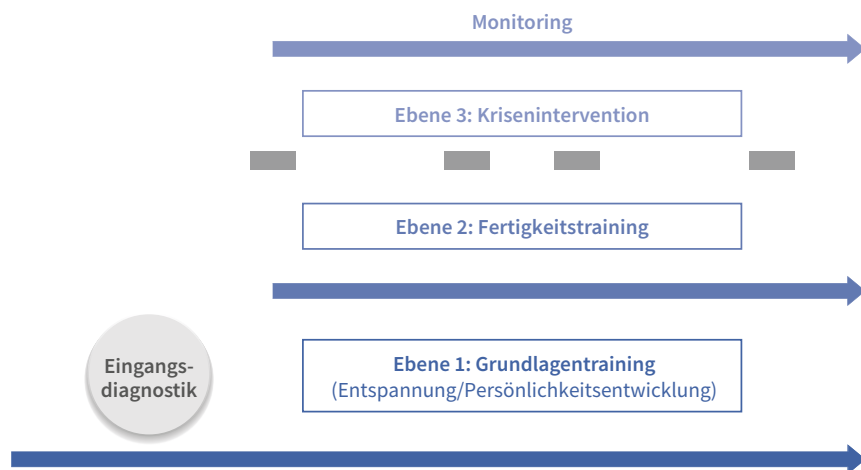 Monitoring
Ebene 3: Krisenintervention
Ebene 2: Fertigkeitstraining
Eingangs-
diagnostik
Ebene 1: Grundlagentraining
(Entspannung/Persönlichkeitsentwicklung)